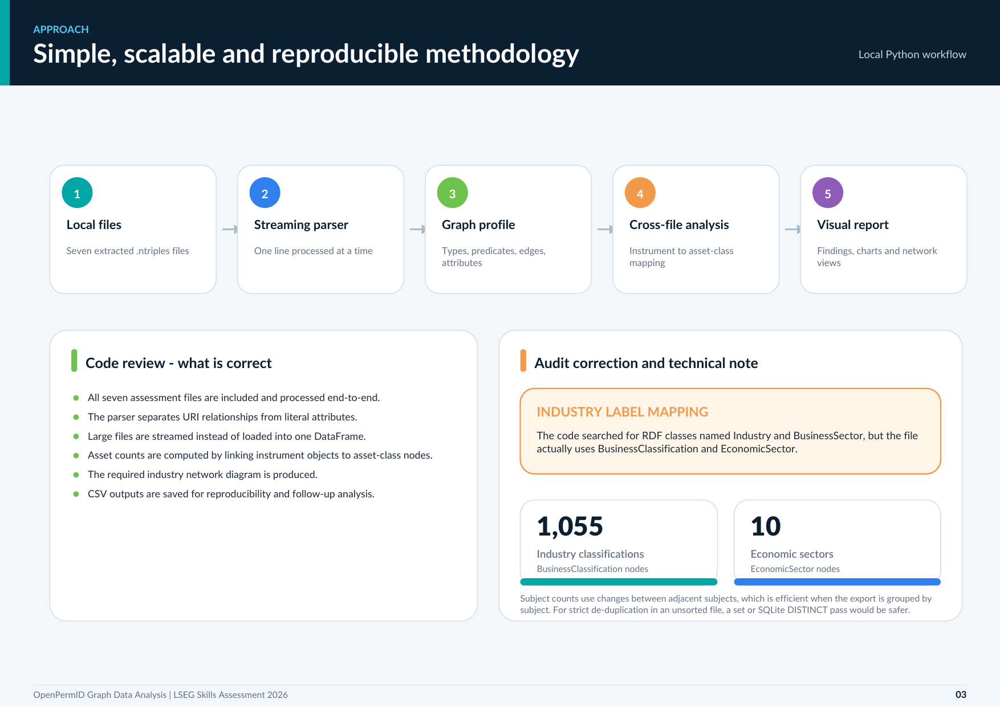 APPROACH
Simple, scalable and reproducible methodology
Local Python workflow
1
Local files
Seven extracted .ntriples files
2
Streaming parser
One line processed at a time
3
Graph profile
Types, predicates, edges,
attributes
4
Cross-file analysis
Instrument to asset-class
mapping
5
Visual report
Findings, charts and network
views
Code review - what is correct
All seven assessment files are included and processed end-to-end.
The parser separates URI relationships from literal attributes.
Large files are streamed instead of loaded into one DataFrame.
Asset counts are computed by linking instrument objects to asset-class nodes.
The required industry network diagram is produced.
CSV outputs are saved for reproducibility and follow-up analysis.
Audit correction and technical note
INDUSTRY LABEL MAPPING
The code searched for RDF classes named Industry and BusinessSector, but the file
actually uses BusinessClassification and EconomicSector.
1,055
Industry classifications
BusinessClassification nodes
10
Economic sectors
EconomicSector nodes
Subject counts use changes between adjacent subjects, which is efficient when the export is grouped by
subject. For strict de-duplication in an unsorted file, a set or SQLite DISTINCT pass would be safer.
OpenPermID Graph Data Analysis | LSEG Skills Assessment 2026
03